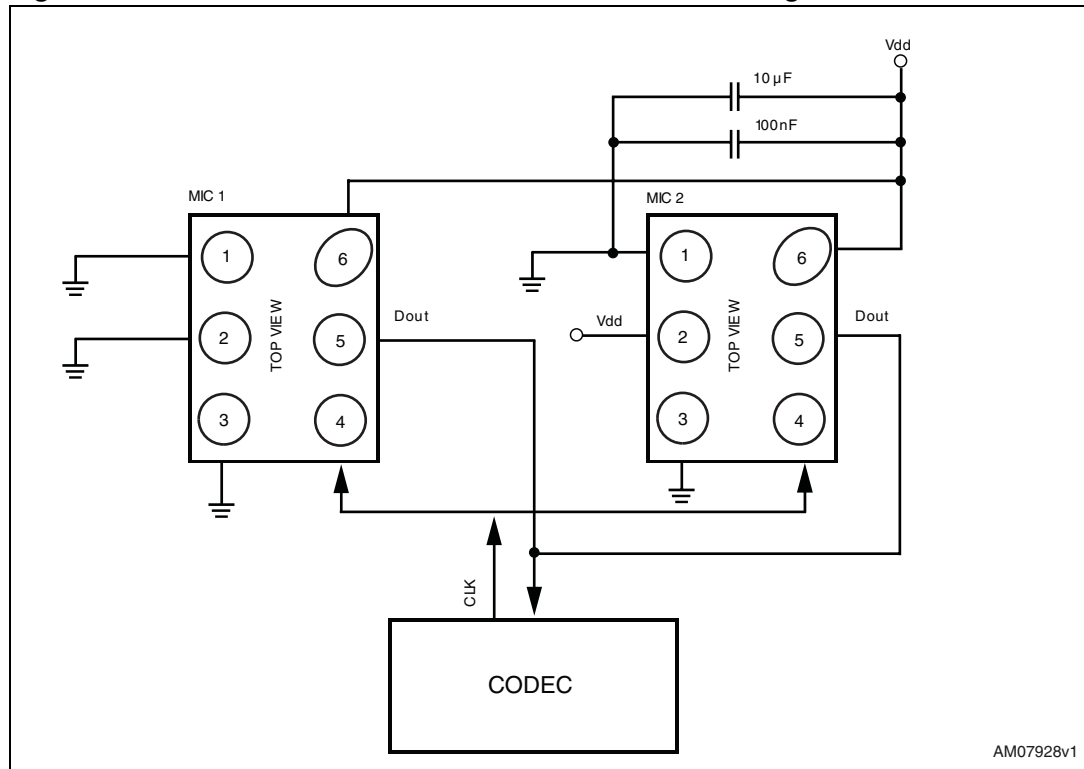 Vdd
10 µF
100nF
MIC 1
MIC 2
1
6
2
TOP VIEW
5
3
4
Dout
1
6
Vdd
2
TOP VIEW
5
3
4
Dout
CLK
CODEC
AM07928v1